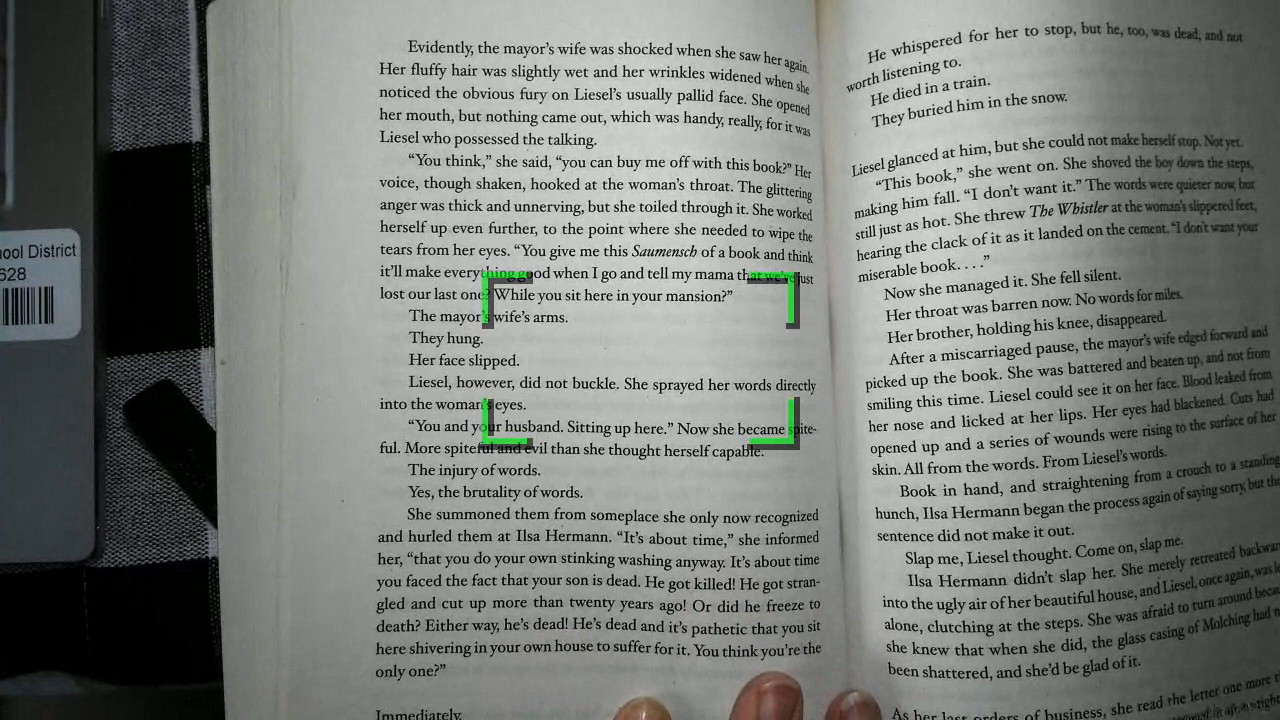 ool District
628
Evidently, the mayor's wife was shocked when she saw her again.
Her fluffy hair was slightly wet and her wrinkles widened when she
noticed the obvious fury on Liesel's usually pallid face. She opened
her mouth, but nothing came out, which was handy, really, for it was
Liesel who possessed the talking.
“You think,” she said, “you can buy me off with this book?” Her
voice, though shaken, hooked at the woman's throat. The glittering
anger was thick and unnerving, but she toiled through it. She worked
herself up even further, to the point where she needed to wipe the
tears from her eyes. “You give me this Saumensch of a book and think
it'll make everything good when I go and tell my mama that we've just
lost our last one? While you sit here in your mansion?”
The mayor's wife's arms.
They hung.
Her face slipped.
Liesel, however, did not buckle. She sprayed her words directly
into the woman's eyes.
“You and your husband. Sitting up here.” Now she became spite-
ful. More spiteful and evil than she thought herself capable.
The injury of words.
Yes, the brutality of words.
She summoned them from someplace she only now recognized
and hurled them at Ilsa Hermann. “It's about time,” she informed
her, “that you do your own stinking washing anyway. It's about time
you faced the fact that your son is dead. He got killed! He got stran-
gled and cut up more than twenty years ago! Or did he freeze to
death? Either way, he's dead! He's dead and it's pathetic that you sit
here shivering in your own house to suffer for it. You think you're the
only one?”
Immediately.
He whispered for her to stop, but he, too, was dead, and not
worth listening to.
He died in a train.
They buried him in the snow.
Liesel glanced at him, but she could not make herself stop. Not yet.
“This book,” she went on. She shoved the boy down the steps,
making him fall. “I don't want it.” The words were quieter now, but
still just as hot. She threw The Whistler at the woman's slippered feet,
hearing the clack of it as it landed on the cement. “I don't want your
miserable book. . . .”
Now she managed it. She fell silent.
Her throat was barren now. No words for miles.
Her brother, holding his knee, disappeared.
After a miscarriaged pause, the mayor's wife edged forward and
picked up the book. She was battered and beaten up, and not from
smiling this time. Liesel could see it on her face. Blood leaked from
her nose and licked at her lips. Her eyes had blackened. Cuts had
opened up and a series of wounds were rising to the surface of her
skin. All from the words. From Liesel's words.
Book in hand, and straightening from a crouch to a standing
hunch, Ilsa Hermann began the process again of saying sorry, but the
sentence did not make it out.
Slap me, Liesel thought. Come on, slap me.
Ilsa Hermann didn't slap her. She merely retreated backwar
into the ugly air of her beautiful house, and Liesel, once again, was le
alone, clutching at the steps. She was afraid to turn around becau
she knew that when she did, the glass casing of Molching had n
been shattered, and she'd be glad of it.
As her last orders of business, she read the letter one more